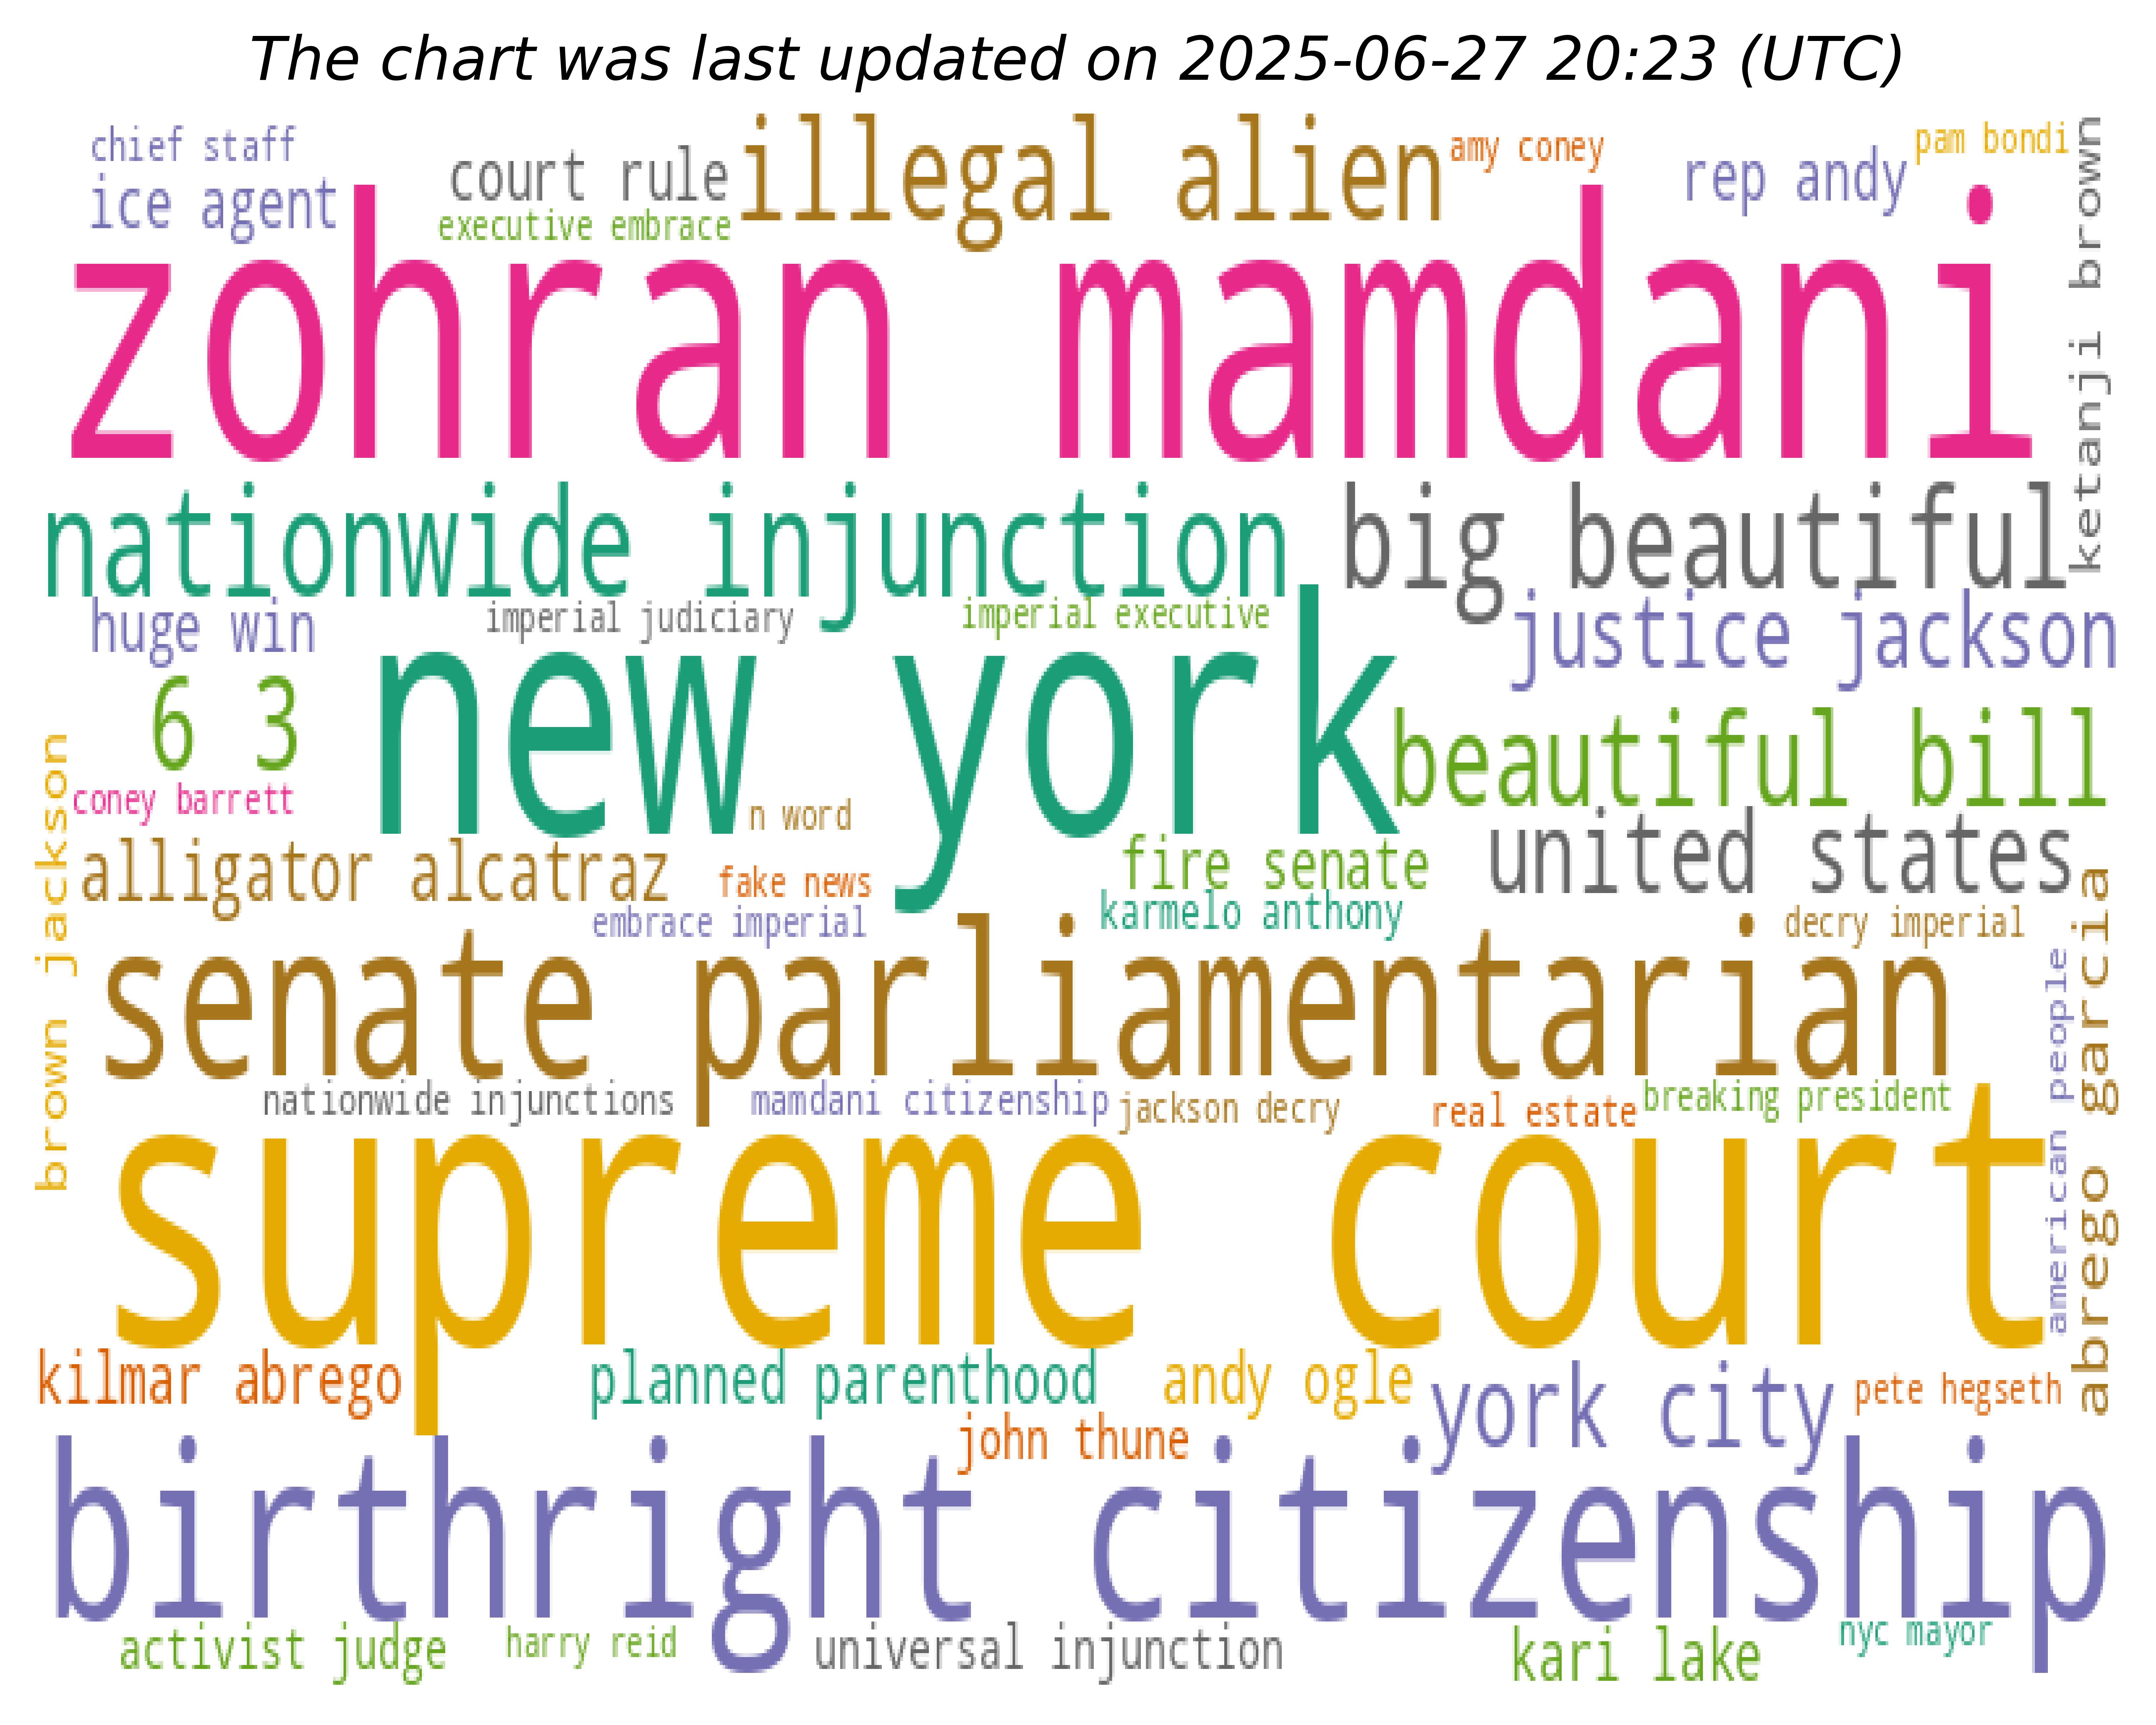 The chart was last updated on 2025-06-27 20:23 (UTC)
chief staff
ice agent
court rule
executive embrace
illegal alien
amy coney
rep andy
pam bondi
ketanji brown
zohran mamdani
nationwide injunction
big beautiful
huge win
imperial judiciary
imperial executive
justice jackson
6 3
new york
beautiful bill
brown jackson
coney barrett
n word
alligator alcatraz
fake news
fire senate
united states
embrace imperial
karmelo anthony
decry imperial
abrego garcia
american people
senate parliamentarian
nationwide injunctions
mamdani citizenship
jackson decry
real estate
breaking president
supreme court
kilmar abrego
planned parenthood
andy ogle
york city
pete hegseth
john thune
birthright citizenship
activist judge
harry reid
universal injunction
kari lake
nyc mayor